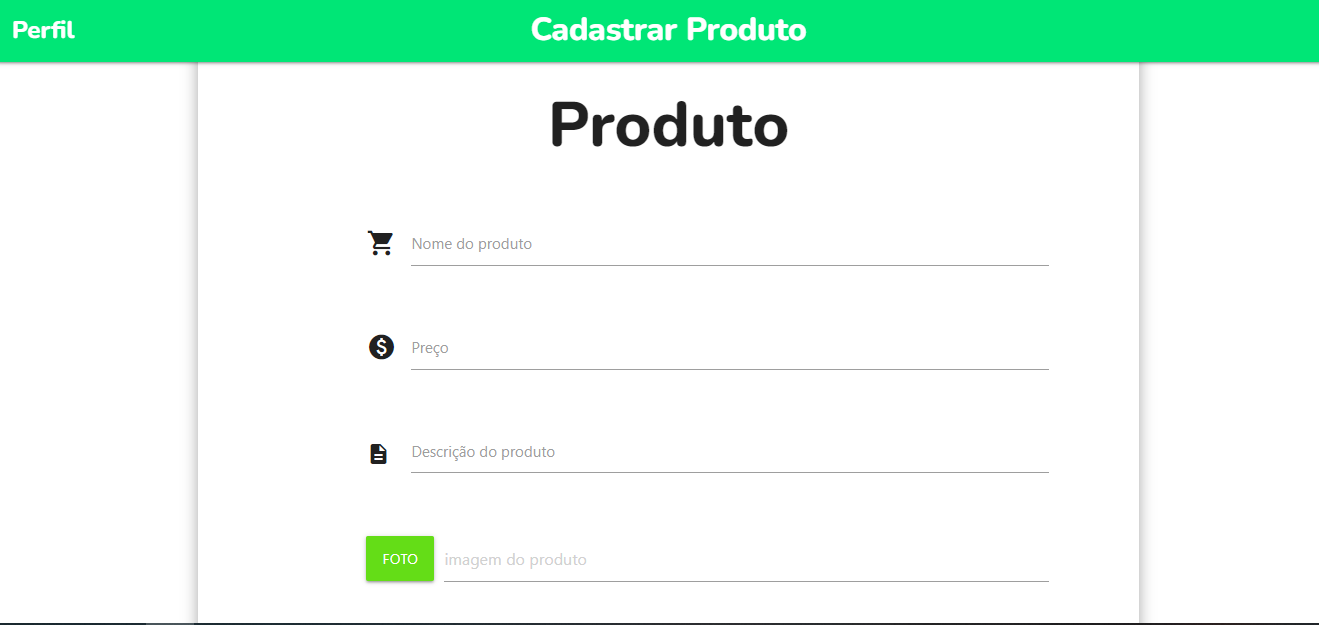 Perfil
Cadastrar Produto
Produto
Nome do produto
Preço
Descrição do produto
FOTO
imagem do produto